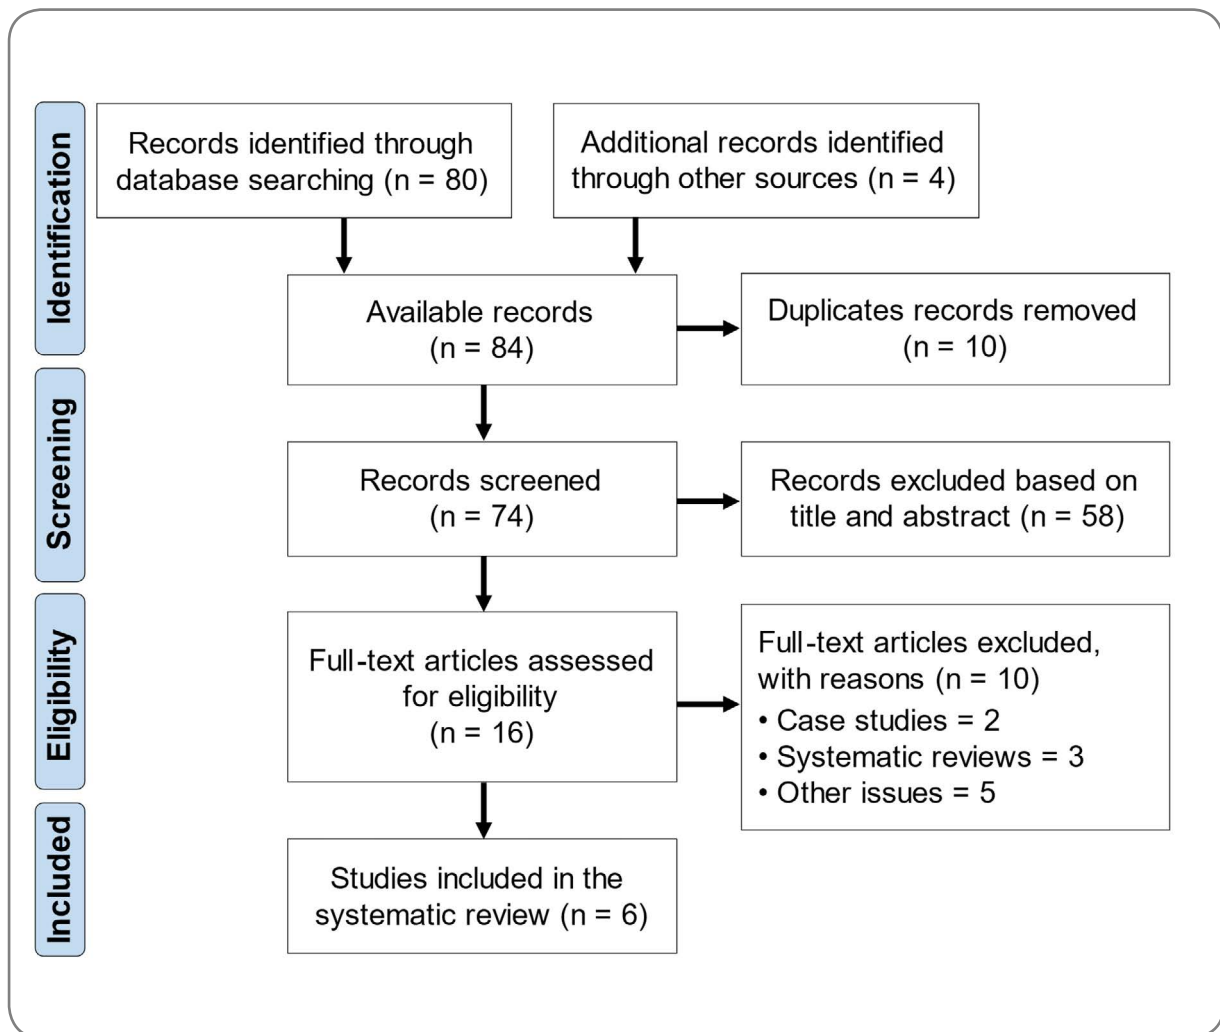 Identification
Records identified through
database searching (n = 80)
Additional records identified
through other sources (n = 4)
Available records
(n = 84)
Duplicates records removed
(n = 10)
Screening
Records screened
(n = 74)
Records excluded based on
title and abstract (n = 58)
Eligibility
Full-text articles assessed
for eligibility
(n = 16)
Full-text articles excluded,
with reasons (n = 10)
• Case studies = 2
• Systematic reviews = 3
• Other issues = 5
Included
Studies included in the
systematic review (n = 6)